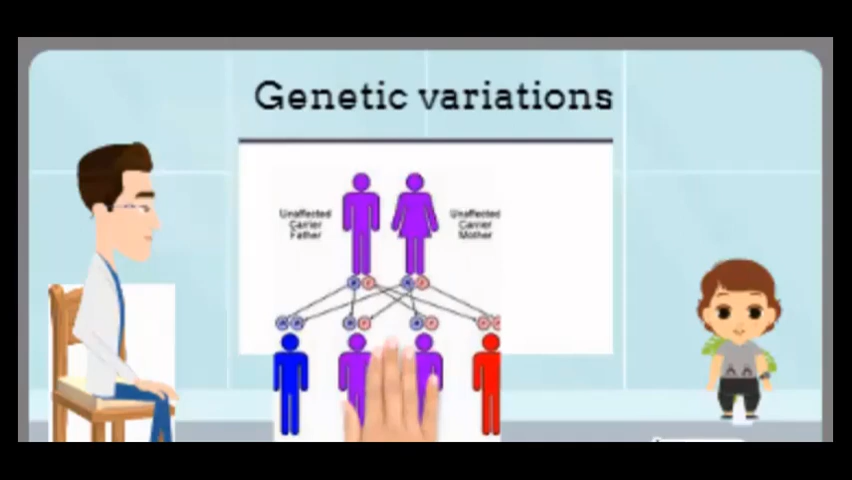 Genetic variations
Unaffected
Carrier
Father
Unaffected
Carrier
Mother